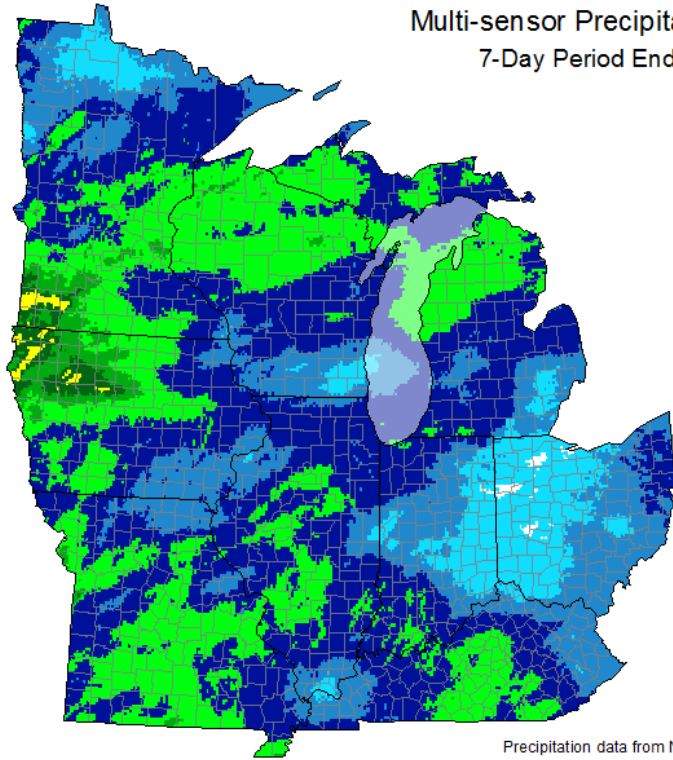 Multi-sensor Precipita
7-Day Period End
Precipitation data from N